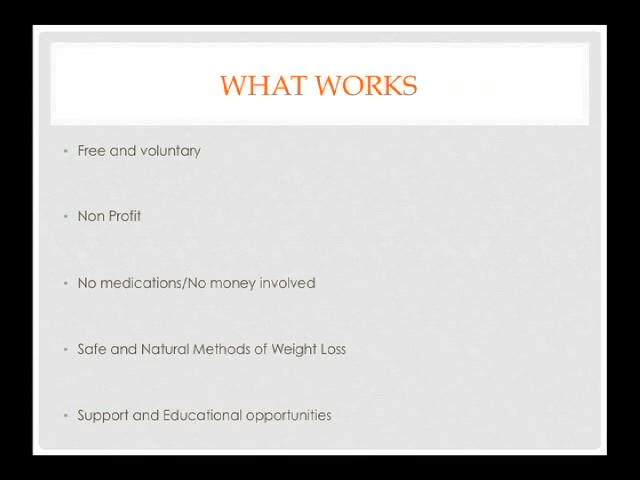 WHAT WORKS
• Free and voluntary
• Non Profit
• No medications/No money involved
• Safe and Natural Methods of Weight Loss
• Support and Educational opportunities